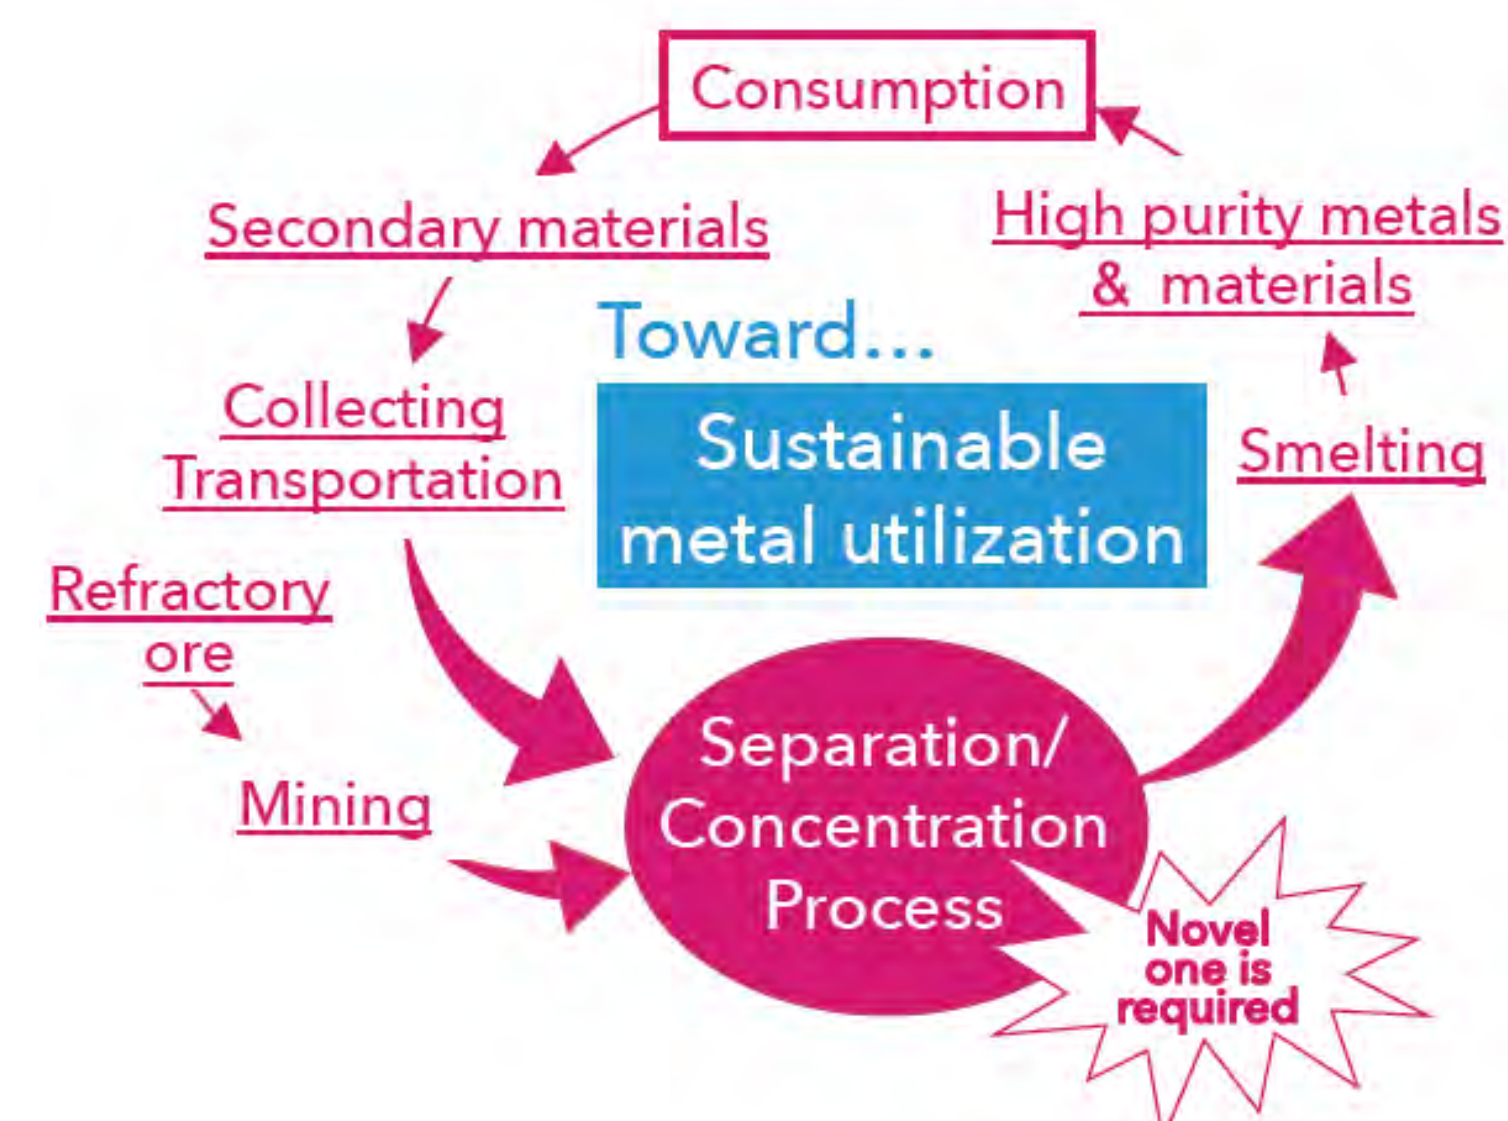 Consumption
Secondary materials
High purity metals
& materials
Toward...
Collecting
Transportation
Sustainable
metal utilization
Smelting
Refractory
ore
Mining
Separation/
Concentration
Process
Novel
one is
required